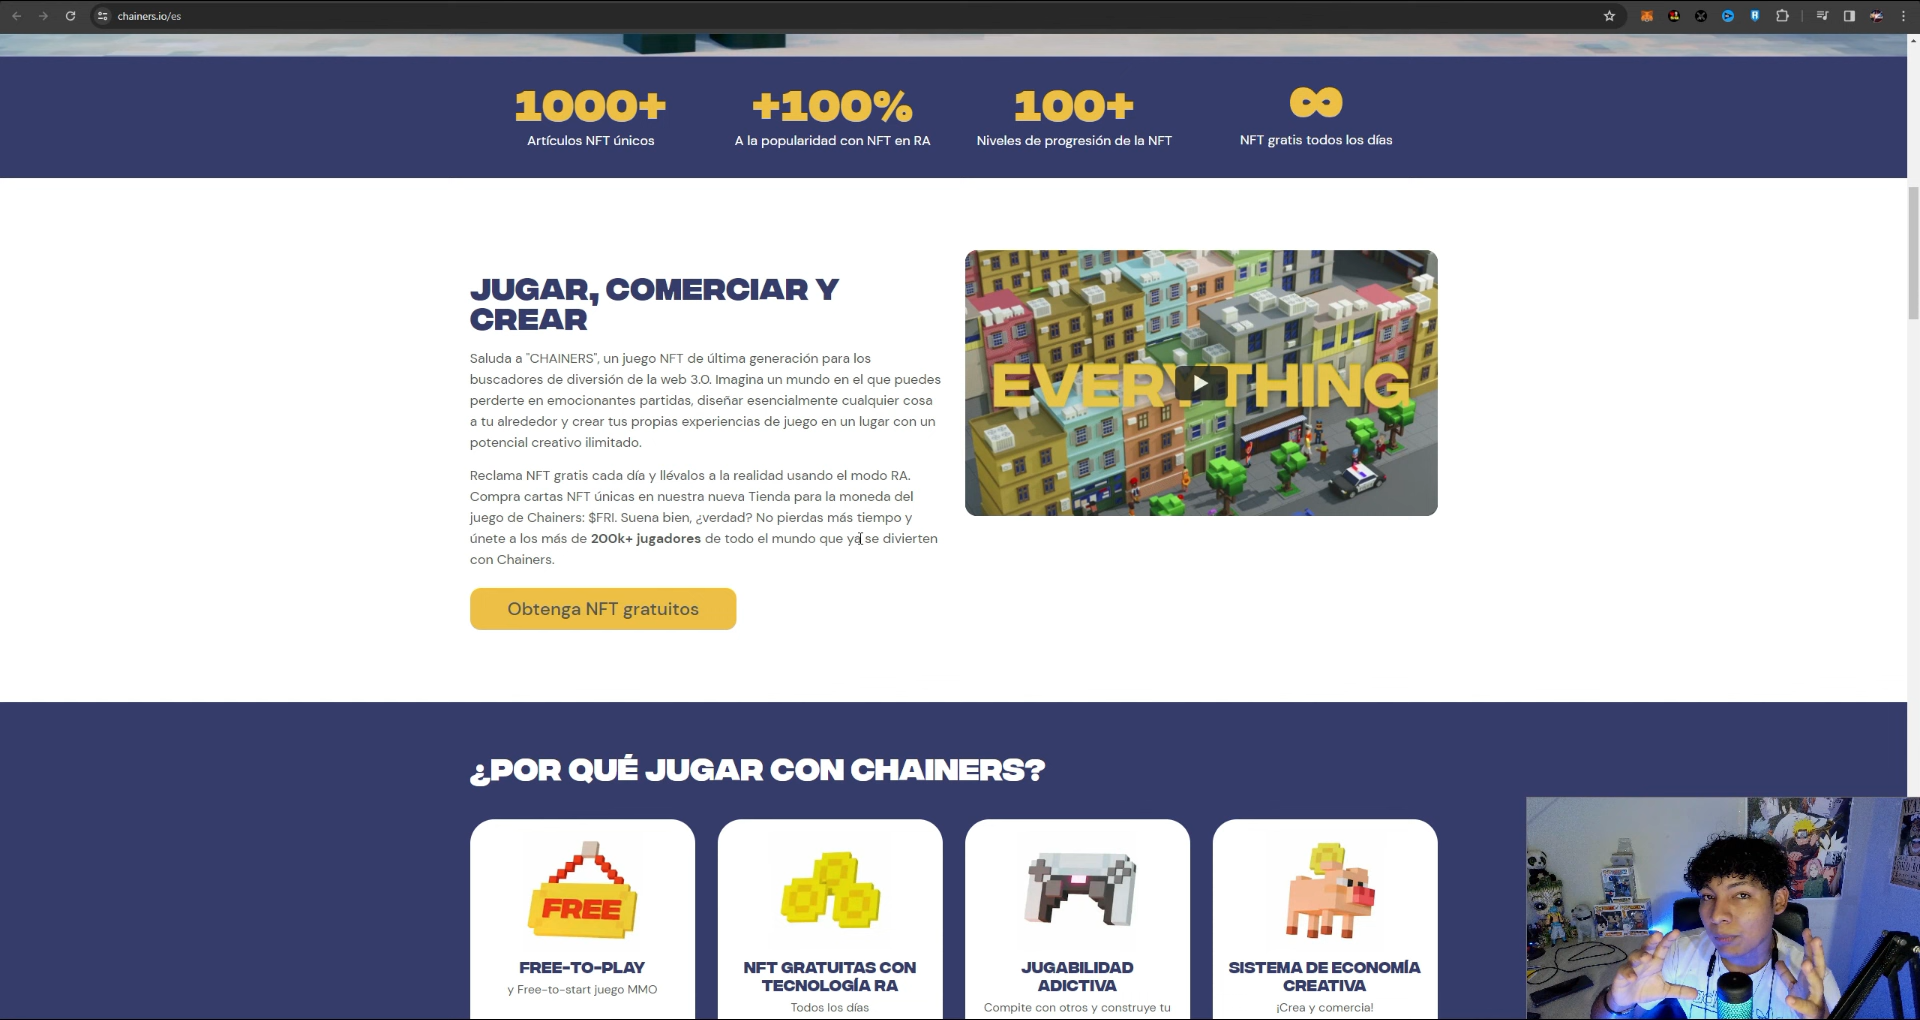 chainers.io/es
1000+
Artículos NFT únicos
+100%
A la popularidad con NFT en RA
100+
Niveles de progresión de la NFT
∞
NFT gratis todos los días
JUGAR, COMERCIAR Y
CREAR
Saluda a "CHAINERS", un juego NFT de última generación para los
buscadores de diversión de la web 3.0. Imagina un mundo en el que puedes
perderte en emocionantes partidas, diseñar esencialmente cualquier cosa
a tu alrededor y crear tus propias experiencias de juego en un lugar con un
potencial creativo ilimitado.
Reclama NFT gratis cada día y llévalos a la realidad usando el modo RA.
Compra cartas NFT únicas en nuestra nueva Tienda para la moneda del
juego de Chainers: $FRI. Suena bien, ¿verdad? No pierdas más tiempo y
únete a los más de 200k+ jugadores de todo el mundo que ya se divierten
con Chainers.
EVERYTHING
Obtenga NFT gratuitos
¿POR QUÉ JUGAR CON CHAINERS?
FREE
FREE-TO-PLAY
y Free-to-start juego MMO
NFT GRATUITAS CON
TECNOLOGÍA RA
Todos los días
JUGABILIDAD
ADICTIVA
Compite con otros y construye tu
SISTEMA DE ECONOMÍA
CREATIVA
¡Crea y comercia!